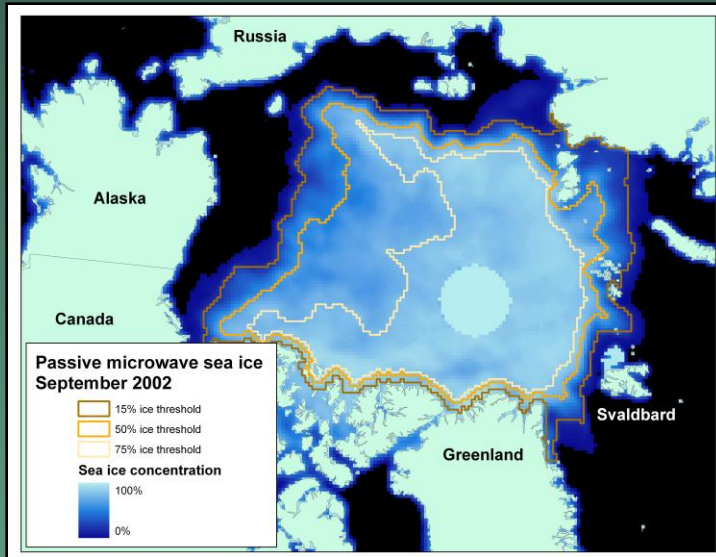 Russia
Alaska
Canada
Passive microwave sea ice
September 2002
15% ice threshold
50% ice threshold
75% ice threshold
Sea ice concentration
100%
0%
Svaldbard
Greenland